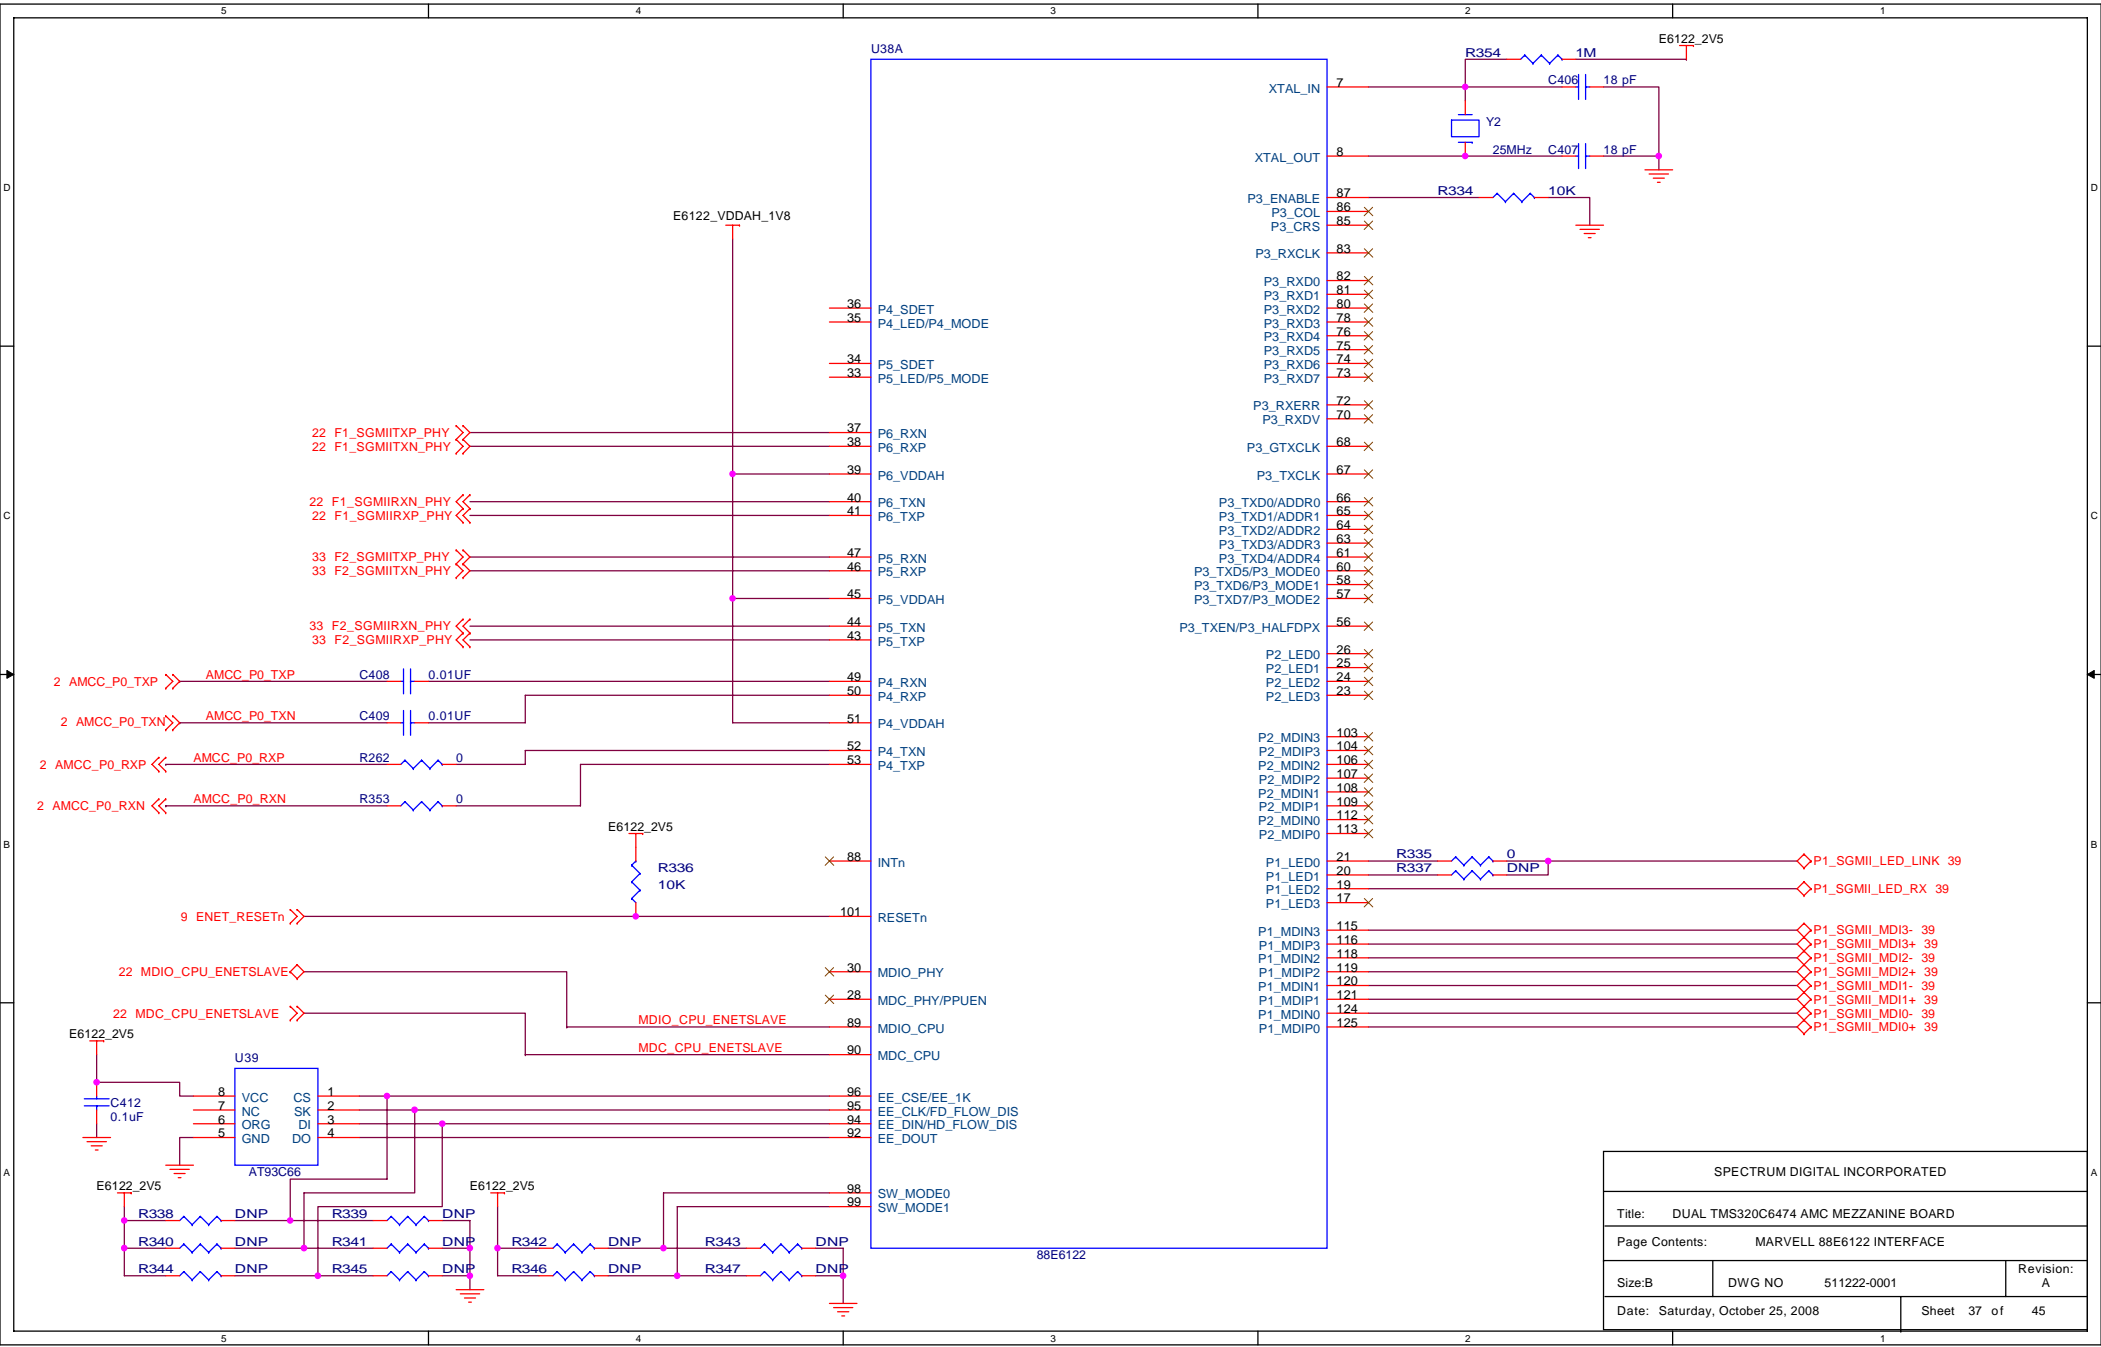 5 4 3 2 1
D D
C C
B B
A A
U38A
88E6122
E6122_2V5
R354 1M
7 XTAL_IN
C406 18 pF
Y2
25MHz
8 XTAL_OUT
C407 18 pF
87 P3_ENABLE
R334 10K
86 P3_COL
85 P3_CRS
83 P3_RXCLK
82 P3_RXD0
81 P3_RXD1
80 P3_RXD2
78 P3_RXD3
76 P3_RXD4
75 P3_RXD5
74 P3_RXD6
73 P3_RXD7
72 P3_RXERR
70 P3_RXDV
68 P3_GTXCLK
67 P3_TXCLK
66 P3_TXD0/ADDR0
65 P3_TXD1/ADDR1
64 P3_TXD2/ADDR2
63 P3_TXD3/ADDR3
61 P3_TXD4/ADDR4
60 P3_TXD5/P3_MODE0
58 P3_TXD6/P3_MODE1
57 P3_TXD7/P3_MODE2
56 P3_TXEN/P3_HALFDPX
26 P2_LED0
25 P2_LED1
24 P2_LED2
23 P2_LED3
103 P2_MDIN3
104 P2_MDIP3
106 P2_MDIN2
107 P2_MDIP2
108 P2_MDIN1
109 P2_MDIP1
112 P2_MDIN0
113 P2_MDIP0
21 P1_LED0 R335 0 P1_SGMII_LED_LINK 39
20 P1_LED1 R337 DNP
19 P1_LED2 P1_SGMII_LED_RX 39
17 P1_LED3
115 P1_MDIN3 P1_SGMII_MDI3- 39
116 P1_MDIP3 P1_SGMII_MDI3+ 39
118 P1_MDIN2 P1_SGMII_MDI2- 39
119 P1_MDIP2 P1_SGMII_MDI2+ 39
120 P1_MDIN1 P1_SGMII_MDI1- 39
121 P1_MDIP1 P1_SGMII_MDI1+ 39
124 P1_MDIN0 P1_SGMII_MDI0- 39
125 P1_MDIP0 P1_SGMII_MDI0+ 39
E6122_VDDAH_1V8
36 P4_SDET
35 P4_LED/P4_MODE
34 P5_SDET
33 P5_LED/P5_MODE
22 F1_SGMIITXP_PHY 37 P6_RXN
22 F1_SGMIITXN_PHY 38 P6_RXP
39 P6_VDDAH
22 F1_SGMIIRXN_PHY 40 P6_TXN
22 F1_SGMIIRXP_PHY 41 P6_TXP
33 F2_SGMIITXP_PHY 47 P5_RXN
33 F2_SGMIITXN_PHY 46 P5_RXP
45 P5_VDDAH
33 F2_SGMIIRXN_PHY 44 P5_TXN
33 F2_SGMIIRXP_PHY 43 P5_TXP
2 AMCC_P0_TXP AMCC_P0_TXP C408 0.01UF 49 P4_RXN
50 P4_RXP
2 AMCC_P0_TXN AMCC_P0_TXN C409 0.01UF 51 P4_VDDAH
52 P4_TXN
2 AMCC_P0_RXP AMCC_P0_RXP R262 0 53 P4_TXP
2 AMCC_P0_RXN AMCC_P0_RXN R353 0
E6122_2V5
R336
10K
88 INTn
9 ENET_RESETn 101 RESETn
22 MDIO_CPU_ENETSLAVE 30 MDIO_PHY
28 MDC_PHY/PPUEN
22 MDC_CPU_ENETSLAVE
MDIO_CPU_ENETSLAVE 89 MDIO_CPU
MDC_CPU_ENETSLAVE 90 MDC_CPU
E6122_2V5
C412
0.1uF
U39
8 VCC CS 1
7 NC SK 2
6 ORG DI 3
5 GND DO 4
AT93C66
96 EE_CSE/EE_1K
95 EE_CLK/FD_FLOW_DIS
94 EE_DIN/HD_FLOW_DIS
92 EE_DOUT
98 SW_MODE0
99 SW_MODE1
E6122_2V5 E6122_2V5
R338 DNP R339 DNP
R340 DNP R341 DNP R342 DNP R343 DNP
R344 DNP R345 DNP R346 DNP R347 DNP
SPECTRUM DIGITAL INCORPORATED
Title: DUAL TMS320C6474 AMC MEZZANINE BOARD
Page Contents: MARVELL 88E6122 INTERFACE
Size:B DWG NO 511222-0001 Revision: A
Date: Saturday, October 25, 2008 Sheet 37 of 45
5 4 3 2 1